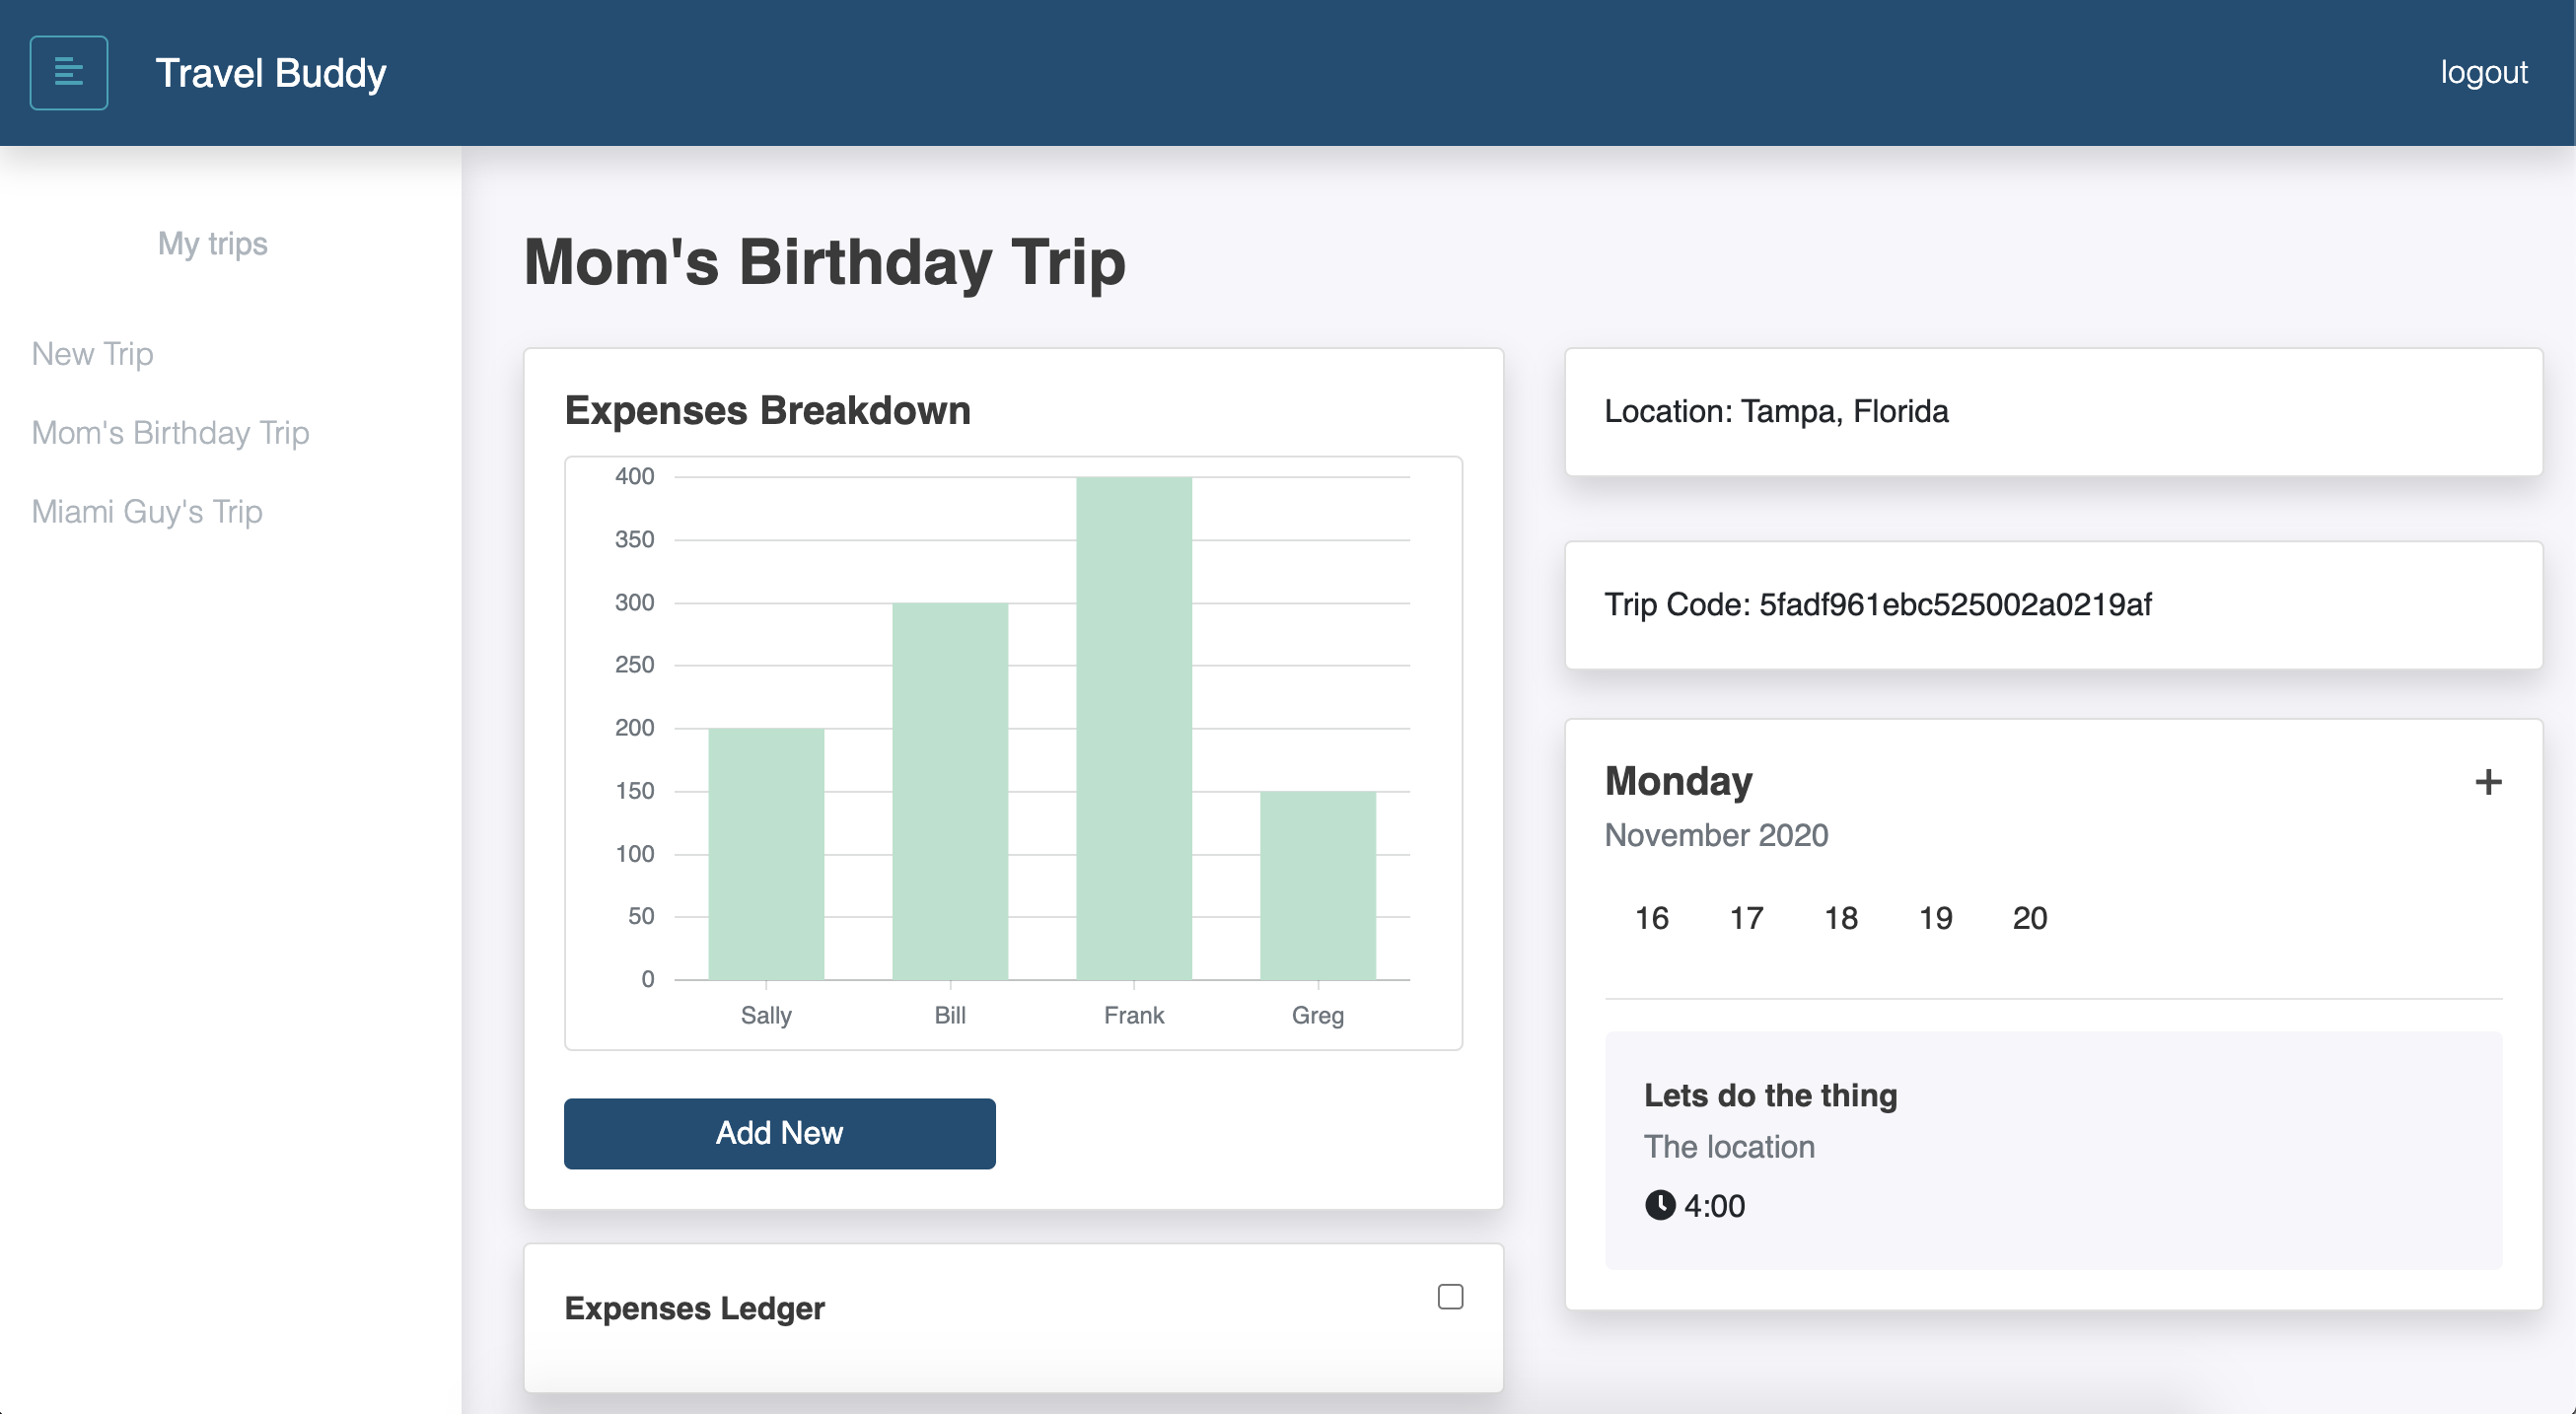 Travel Buddy
logout
My trips
New Trip
Mom's Birthday Trip
Miami Guy's Trip
Mom's Birthday Trip
Expenses Breakdown
400
350
300
250
200
150
100
50
0
Sally Bill Frank Greg
Add New
Expenses Ledger
Location: Tampa, Florida
Trip Code: 5fadf961ebc525002a0219af
Monday
+
November 2020
16 17 18 19 20
Lets do the thing
The location
4:00